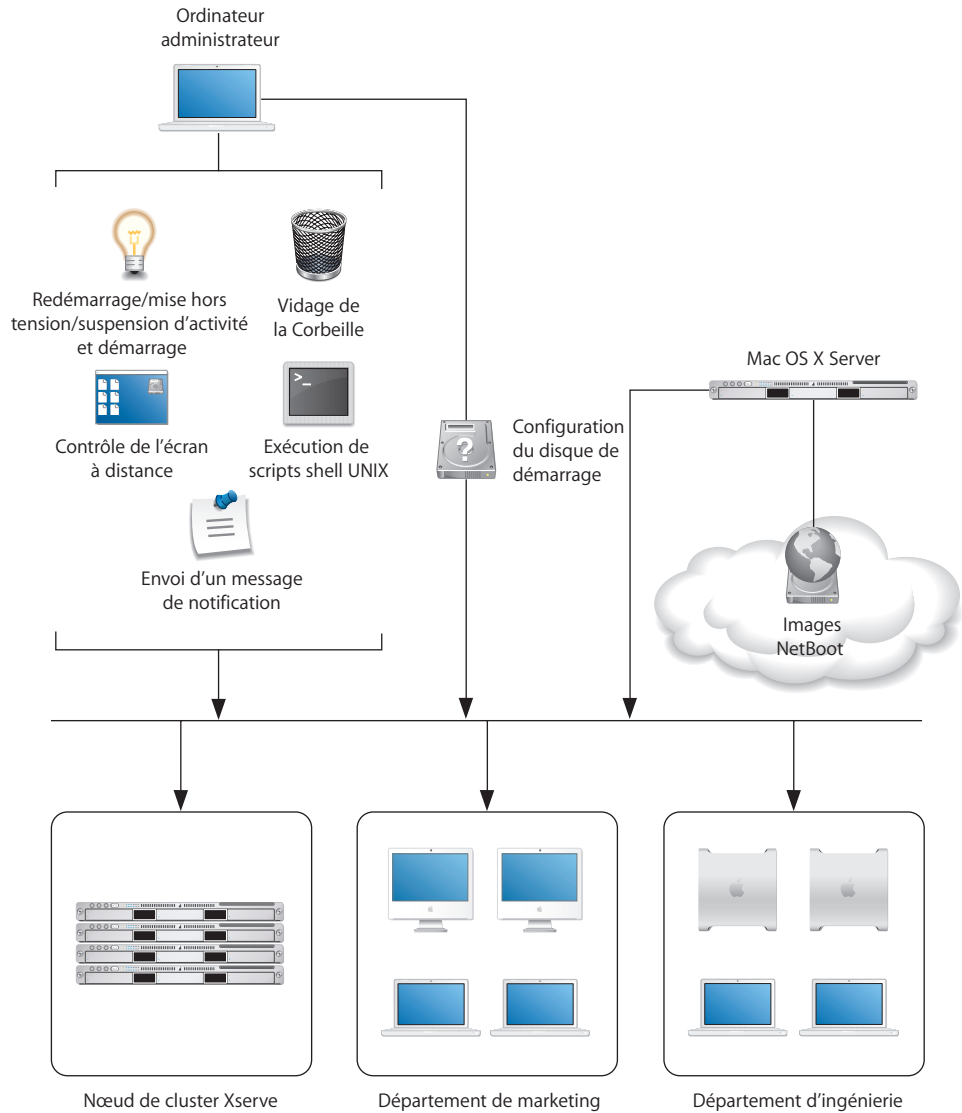 Ordinateur
administrateur
Redémarrage/mise hors
tension/suspension d'activité
et démarrage
Vidage de
la Corbeille
Contrôle de l'écran
à distance
>_
Exécution de
scripts shell UNIX
Envoi d'un message
de notification
?
Configuration
du disque de
démarrage
Mac OS X Server
Images
NetBoot
Nœud de cluster Xserve
Département de marketing
Département d'ingénierie